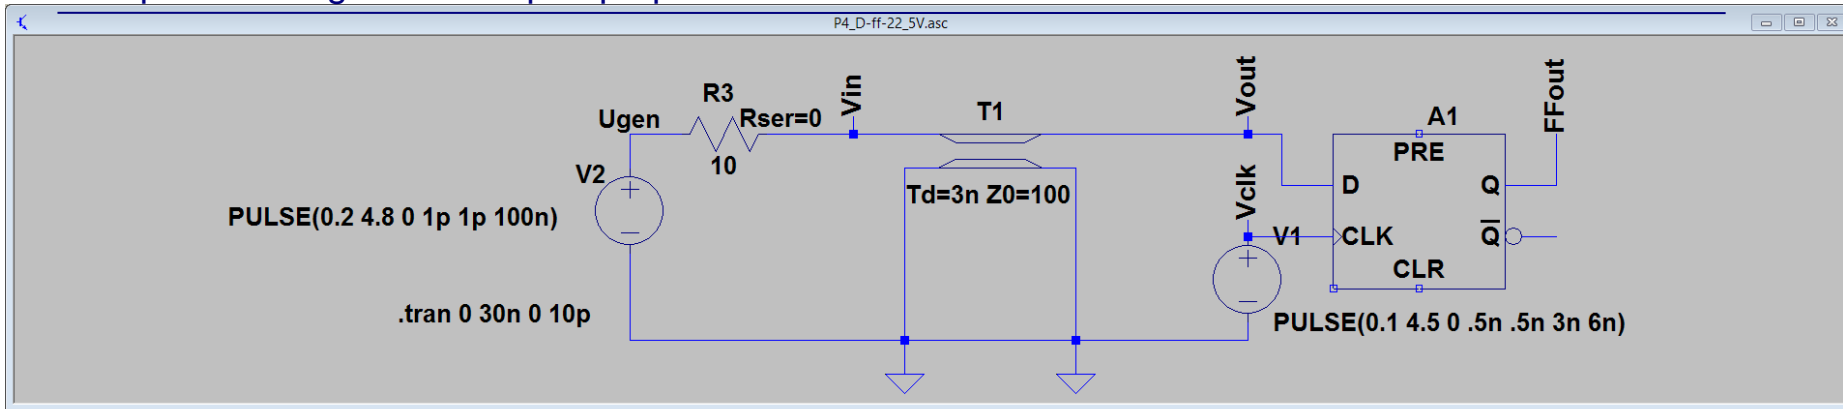 P4_D-ff-22_5V.asc
R3
Ugen
Rser=0
10
Vin
T1
Td=3n Z0=100
Vout
Vclk
V2
PULSE(0.2 4.8 0 1p 1p 100n)
.tran 0 30n 0 10p
V1
PULSE(0.1 4.5 0 .5n .5n 3n 6n)
A1
PRE
D
Q
CLK
Q
CLR
FFout